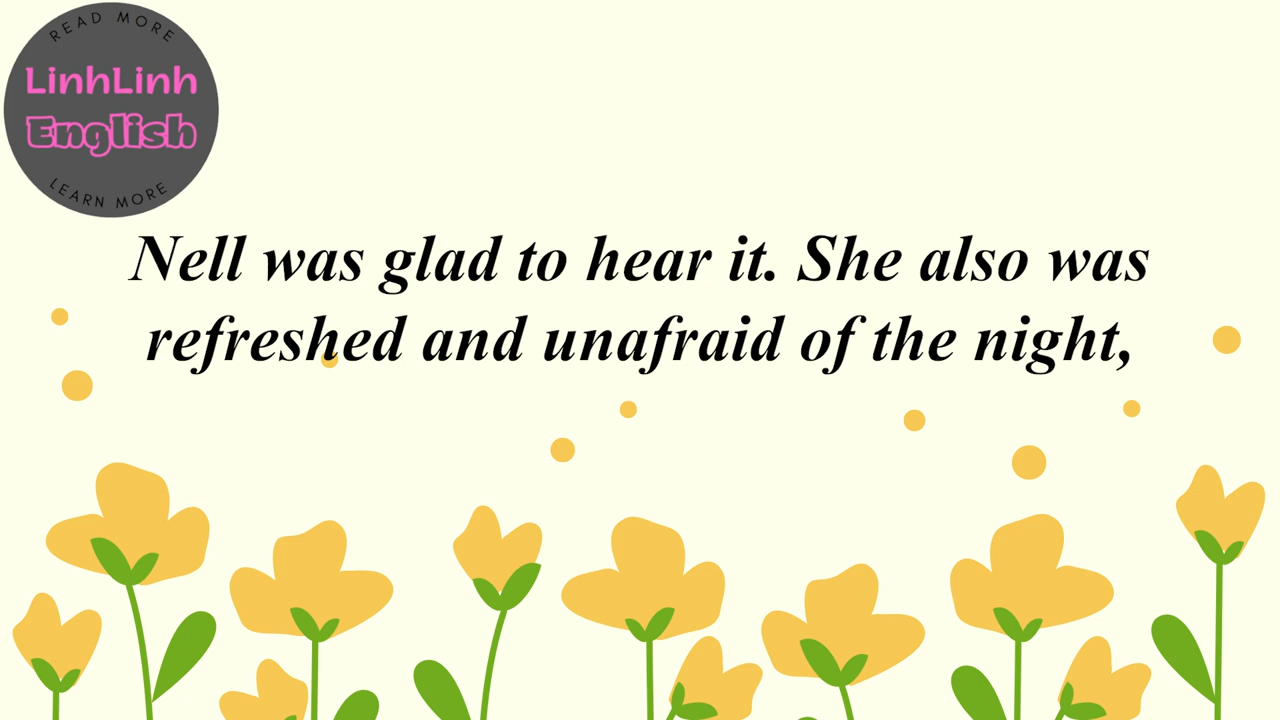 READ MORE
LinhLinh
English
LEARN MORE
Nell was glad to hear it. She also was
refreshed and unafraid of the night,